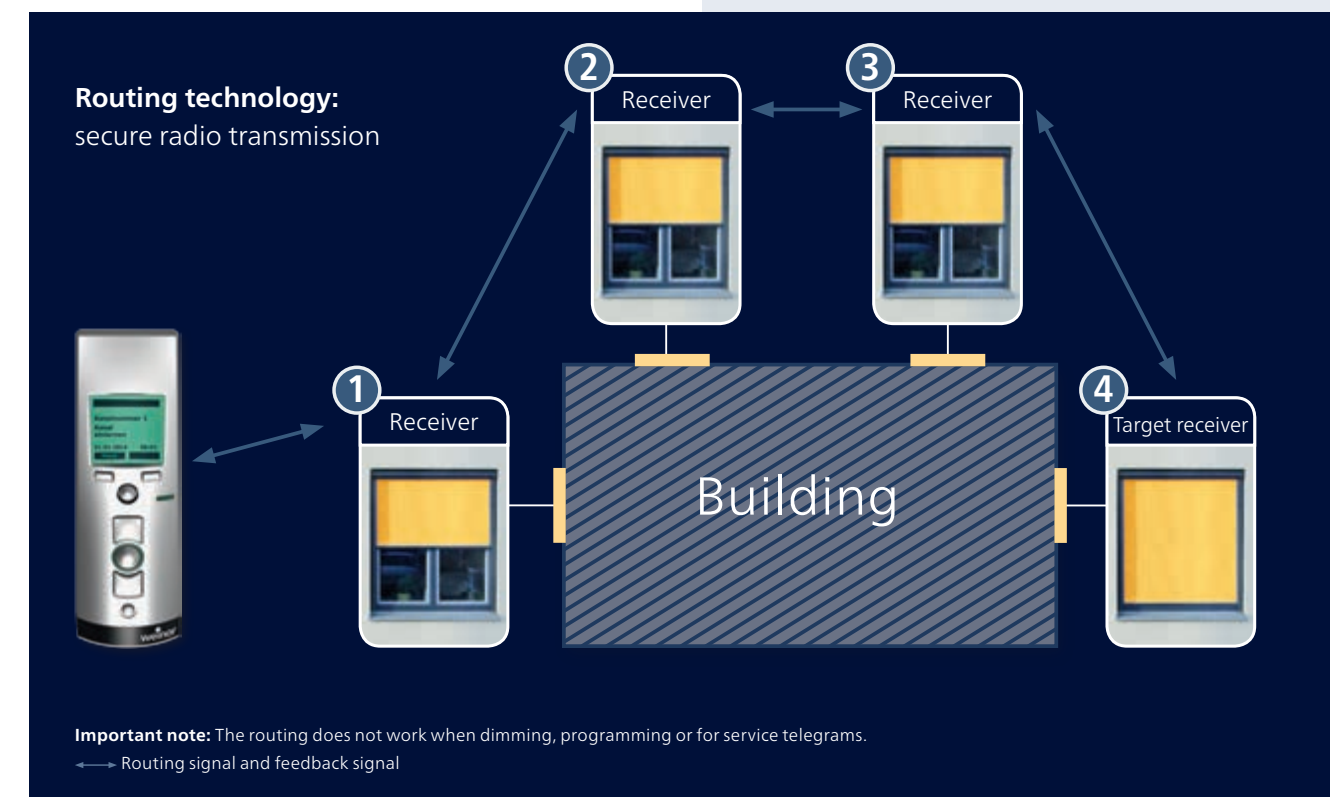 Routing technology:
secure radio transmission
2
Receiver
3
Receiver
1
Receiver
4
Target receiver
Building
weinor
Important note: The routing does not work when dimming, programming or for service telegrams.
Routing signal and feedback signal